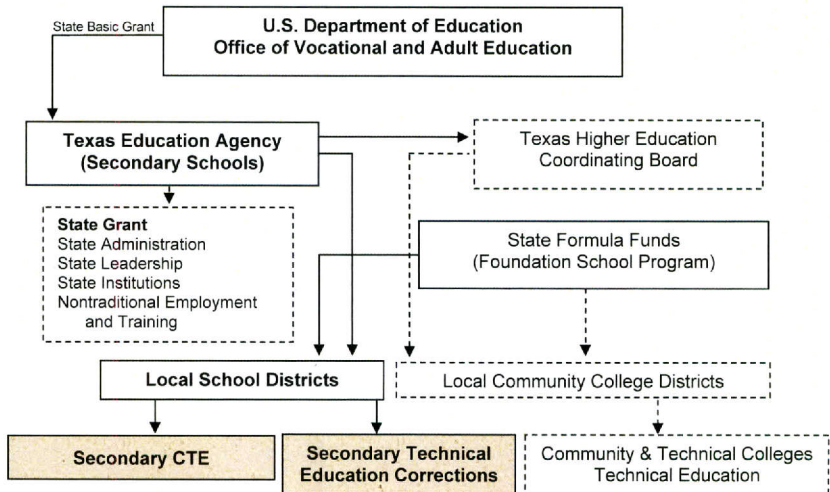 State Basic Grant
U.S. Department of Education
Office of Vocational and Adult Education
Texas Education Agency
(Secondary Schools)
Texas Higher Education
Coordinating Board
State Grant
State Administration
State Leadership
State Institutions
Nontraditional Employment
and Training
State Formula Funds
(Foundation School Program)
Local School Districts
Local Community College Districts
Secondary CTE
Secondary Technical
Education Corrections
Community & Technical Colleges
Technical Education